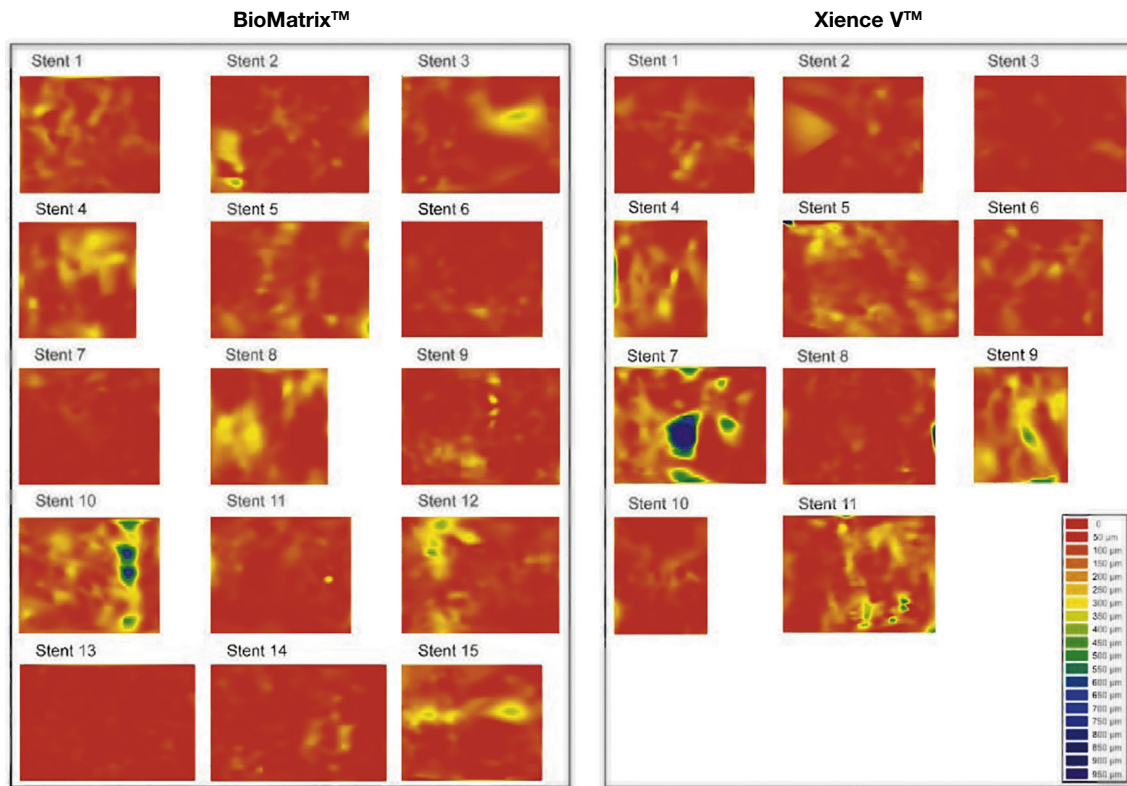 BioMatrix™
Stent 1 Stent 2 Stent 3
Stent 4 Stent 5 Stent 6
Stent 7 Stent 8 Stent 9
Stent 10 Stent 11 Stent 12
Stent 13 Stent 14 Stent 15
Xience V™
Stent 1 Stent 2 Stent 3
Stent 4 Stent 5 Stent 6
Stent 7 Stent 8 Stent 9
Stent 10 Stent 11
0
50 µm
100 µm
150 µm
200 µm
250 µm
300 µm
350 µm
400 µm
450 µm
500 µm
550 µm
600 µm
650 µm
700 µm
750 µm
800 µm
850 µm
900 µm
950 µm